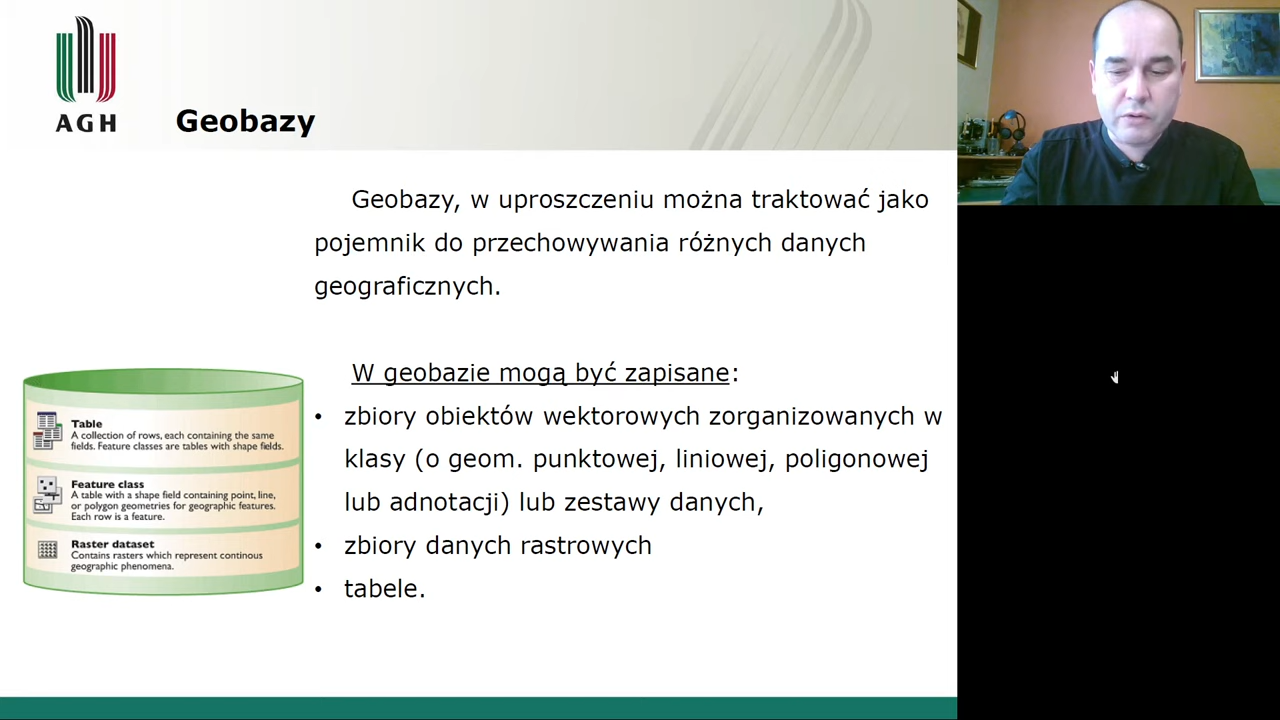 AGH
Geobazy
Geobazy, w uproszczeniu można traktować jako
pojemnik do przechowywania różnych danych
geograficznych.
W geobazie mogą być zapisane:
• zbiory obiektów wektorowych zorganizowanych w
klasy (o geom. punktowej, liniowej, poligonowej
lub adnotacji) lub zestawy danych,
• zbiory danych rastrowych
• tabele.
Table
A collection of rows, each containing the same
fields. Feature classes are tables with shape fields.
Feature class
A table with a shape field containing point, line,
or polygon geometries for geographic features.
Each row is a feature.
Raster dataset
Contains rasters which represent continous
geographic phenomena.